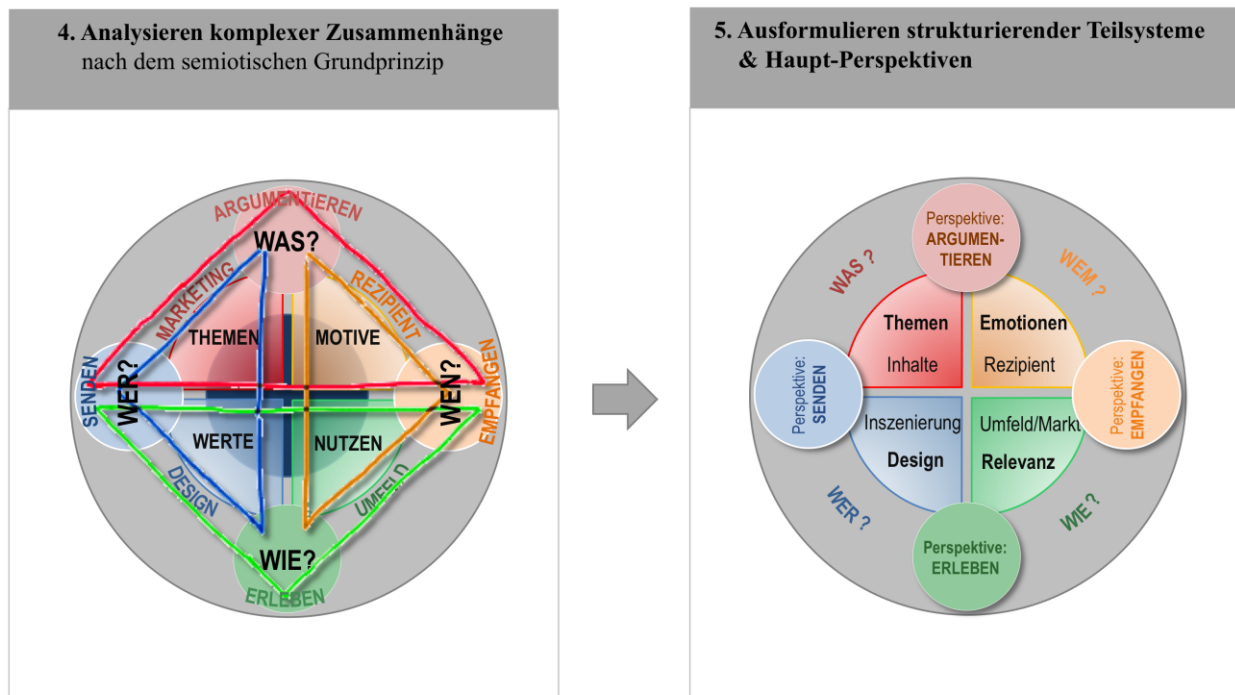 4. Analysieren komplexer Zusammenhänge
nach dem semiotischen Grundprinzip
ARGUMENTiEREN
WAS?
MARKETING
REZIPIENT
THEMEN
MOTIVE
SENDEN
WER?
WEN?
EMPFANGEN
WERTE
NUTZEN
DESIGN
UMFELD
WIE?
ERLEBEN
5. Ausformulieren strukturierender Teilsysteme
& Haupt-Perspektiven
Perspektive:
ARGUMEN-
TIEREN
WAS ?
WEM ?
Themen
Emotionen
Inhalte
Rezipient
Perspektive:
SENDEN
Perspektive:
EMPFANGEN
Inszenierung
Umfeld/Markt
Design
Relevanz
WER ?
WIE ?
Perspektive:
ERLEBEN